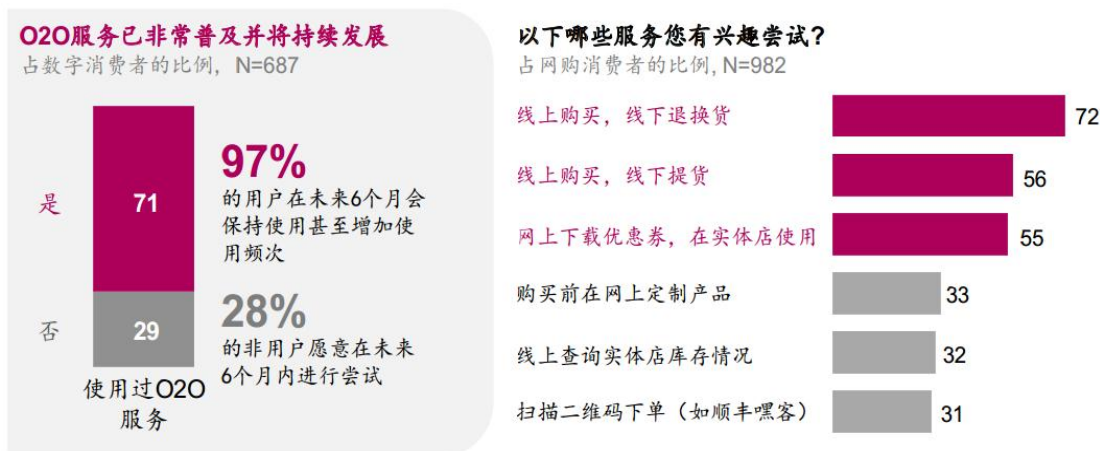 O2O服务已非常普及并将持续发展
占数字消费者的比例，N=687
是
71
否
29
使用过O2O
服务
97%
的用户在未来6个月会
保持使用甚至增加使
用频次
28%
的非用户愿意在未来
6个月内进行尝试
以下哪些服务您有兴趣尝试?
占网购消费者的比例, N=982
线上购买，线下退换货
72
线上购买，线下提货
56
网上下载优惠券，在实体店使用
55
购买前在网上定制产品
33
线上查询实体店库存情况
32
扫描二维码下单（如顺丰嘿客）
31